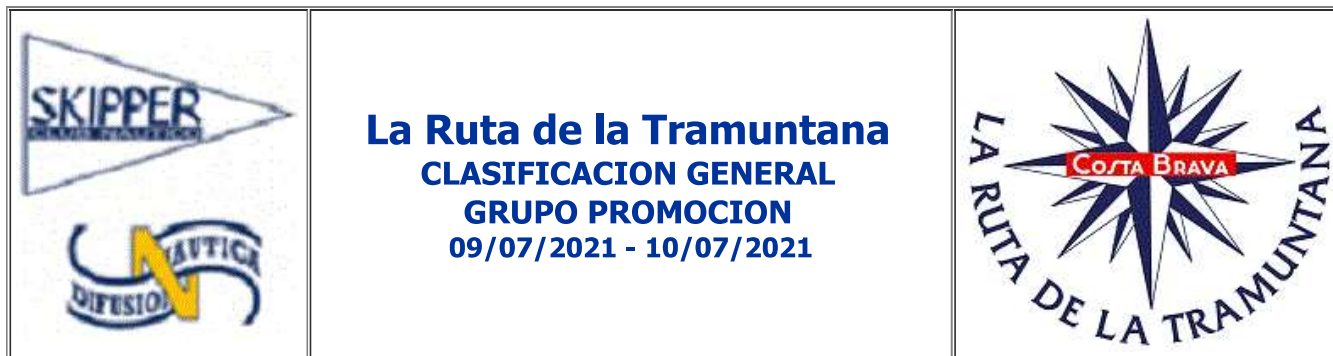 SKIPPER
CLUB NAUTICO
NAUTICA
DIFUSION
La Ruta de la Tramuntana
CLASIFICACION GENERAL
GRUPO PROMOCION
09/07/2021 - 10/07/2021
COSTA BRAVA
LA RUTA DE LA TRAMUNTANA